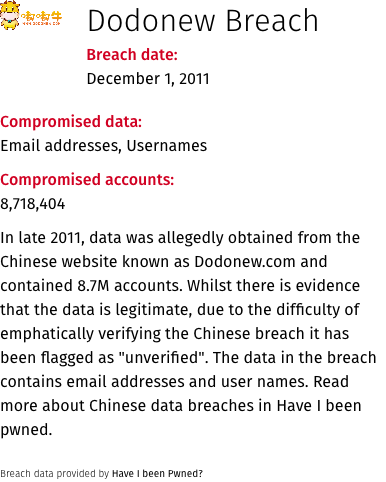 Dodonew Breach
Breach date:
December 1, 2011
Compromised data:
Email addresses, Usernames
Compromised accounts:
8,718,404
In late 2011, data was allegedly obtained from the
Chinese website known as Dodonew.com and
contained 8.7M accounts. Whilst there is evidence
that the data is legitimate, due to the difficulty of
emphatically verifying the Chinese breach it has
been flagged as "unverified". The data in the breach
contains email addresses and user names. Read
more about Chinese data breaches in Have I been
pwned.
Breach data provided by Have I been Pwned?